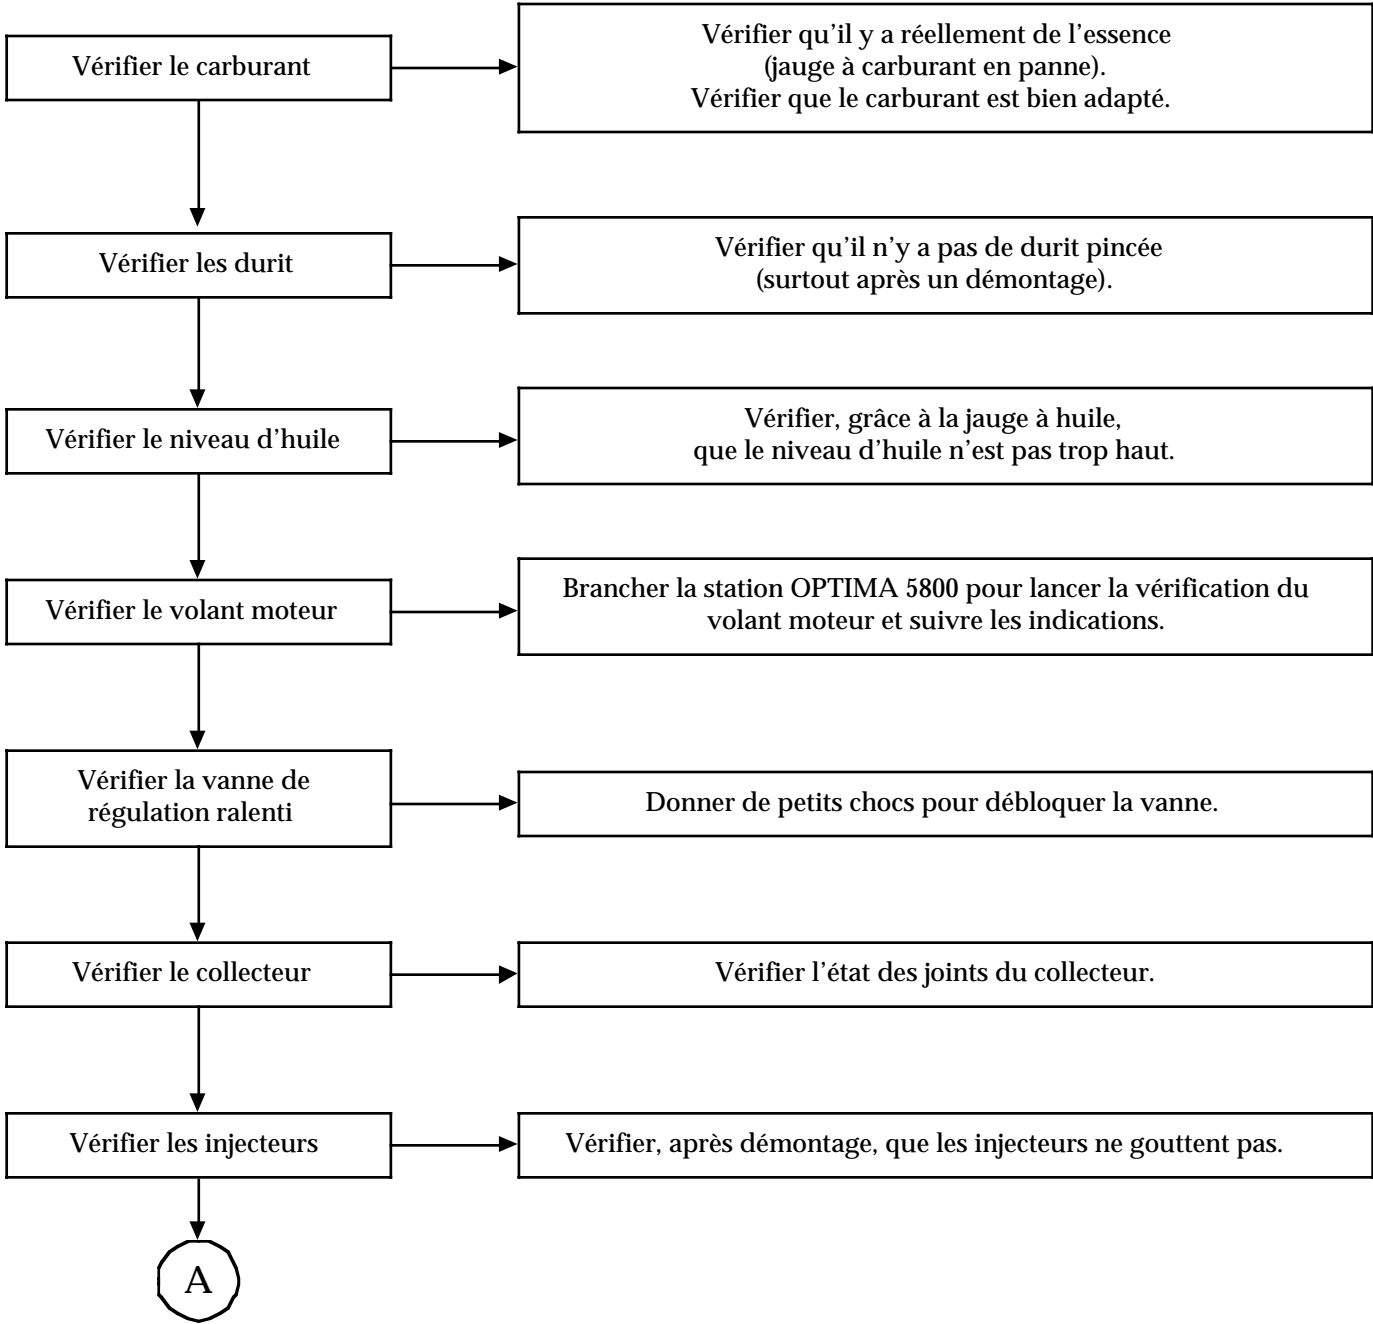 Vérifier le carburant
Vérifier qu’il y a réellement de l’essence
(jauge à carburant en panne).
Vérifier que le carburant est bien adapté.
Vérifier les durit
Vérifier qu’il n’y a pas de durit pincée
(surtout après un démontage).
Vérifier le niveau d’huile
Vérifier, grâce à la jauge à huile,
que le niveau d’huile n’est pas trop haut.
Vérifier le volant moteur
Brancher la station OPTIMA 5800 pour lancer la vérification du
volant moteur et suivre les indications.
Vérifier la vanne de
régulation ralenti
Donner de petits chocs pour débloquer la vanne.
Vérifier le collecteur
Vérifier l’état des joints du collecteur.
Vérifier les injecteurs
Vérifier, après démontage, que les injecteurs ne gouttent pas.
A